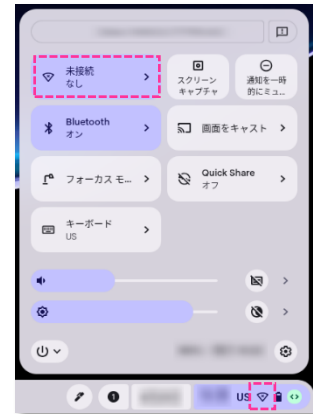 未接続
なし
スクリーン
キャプチャ
通知を一時
的にミュ...
Bluetooth
オン
画面をキャスト
フォーカス モ...
Quick Share
オフ
キーボード
US
1
US